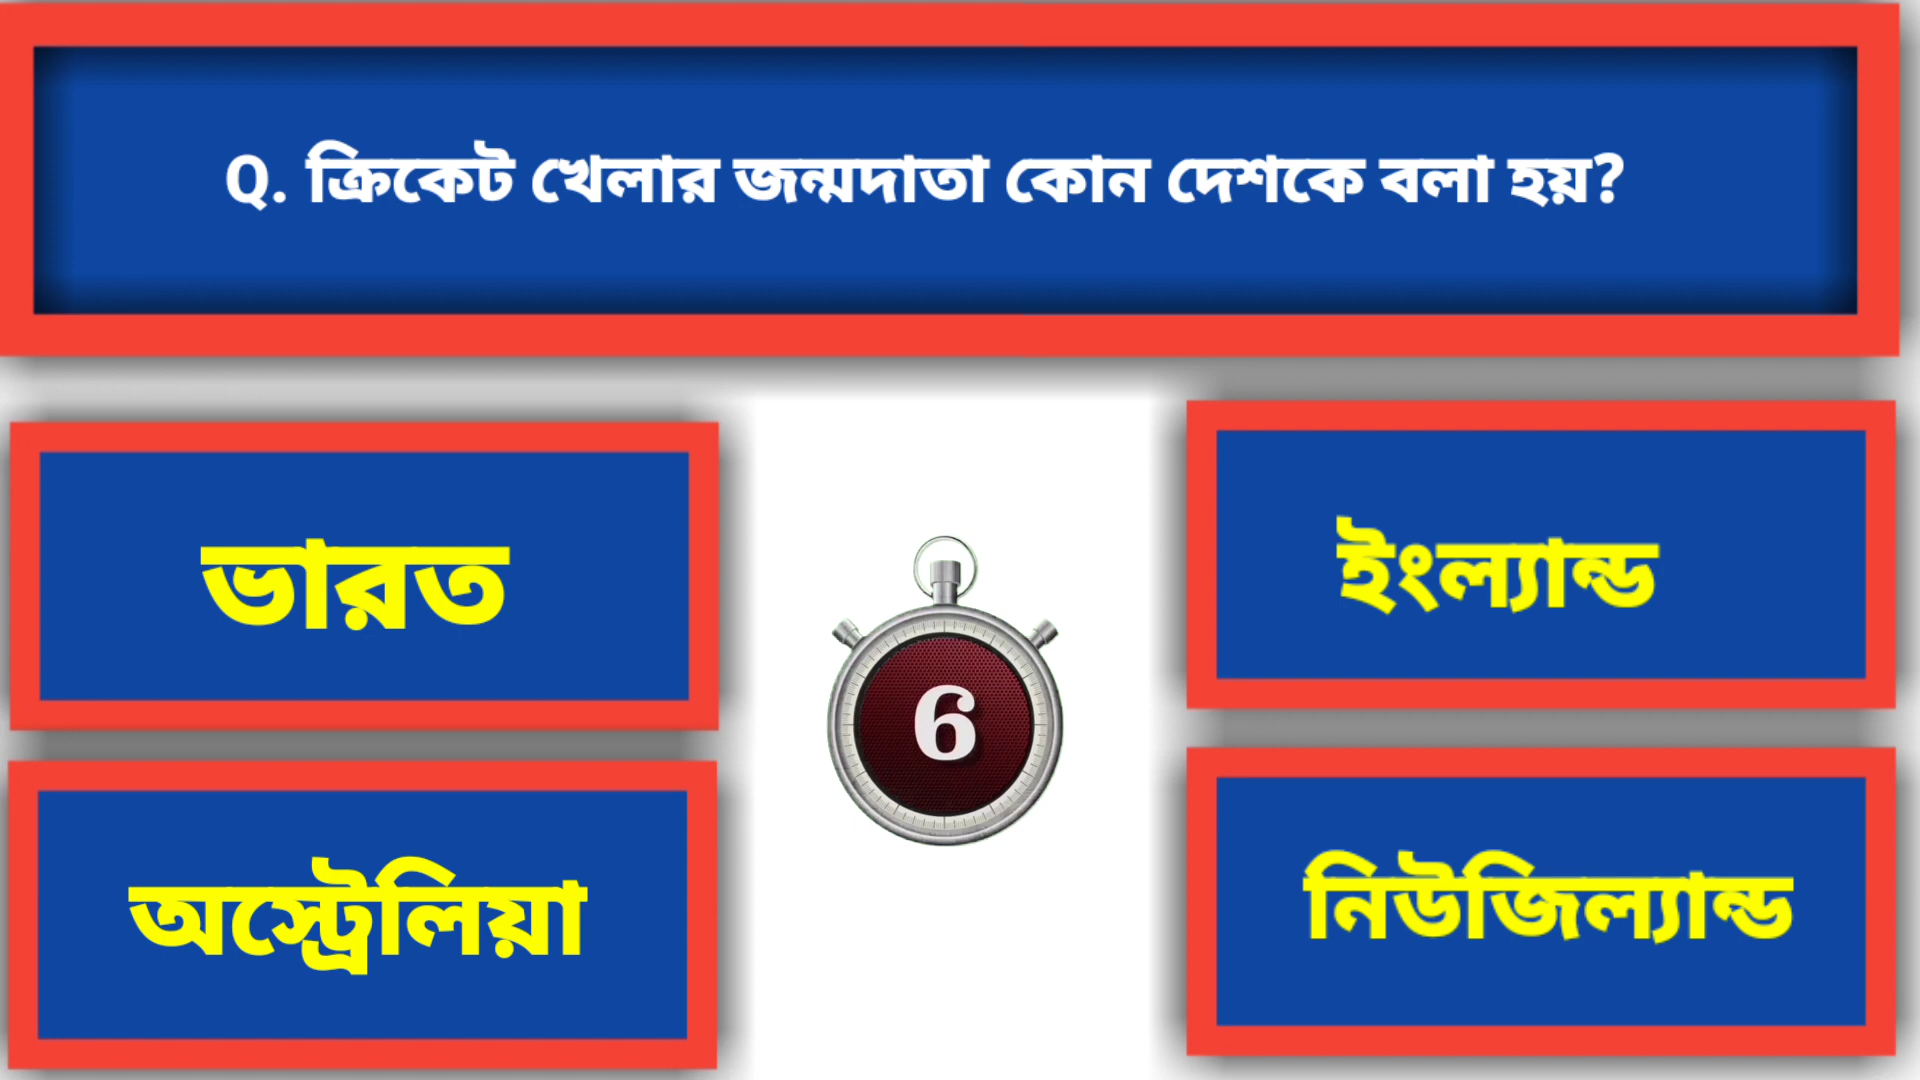 Q. ক্রিকেট খেলার জন্মদাতা কোন দেশকে বলা হয়?
ভারত
ইংল্যান্ড
6
অস্ট্রেলিয়া
নিউজিল্যান্ড